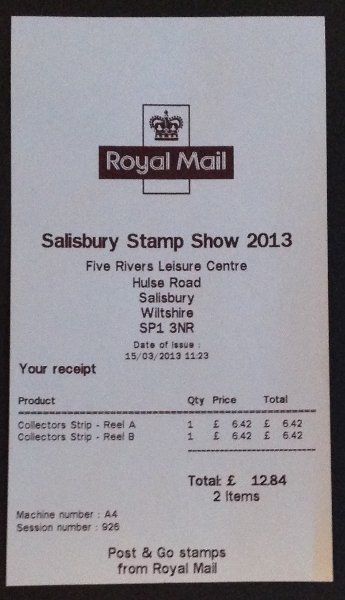 Royal Mail
Salisbury Stamp Show 2013
Five Rivers Leisure Centre
Hulse Road
Salisbury
Wiltshire
SP1 3NR
Date of Issue :
15/03/2013 11:23
Your receipt
Product Qty Price Total
Collectors Strip - Reel A 1 £ 6.42 £ 6.42
Collectors Strip - Reel B 1 £ 6.42 £ 6.42
Total: £ 12.84
2 Items
Machine number : A4
Session number : 926
Post & Go stamps
from Royal Mail